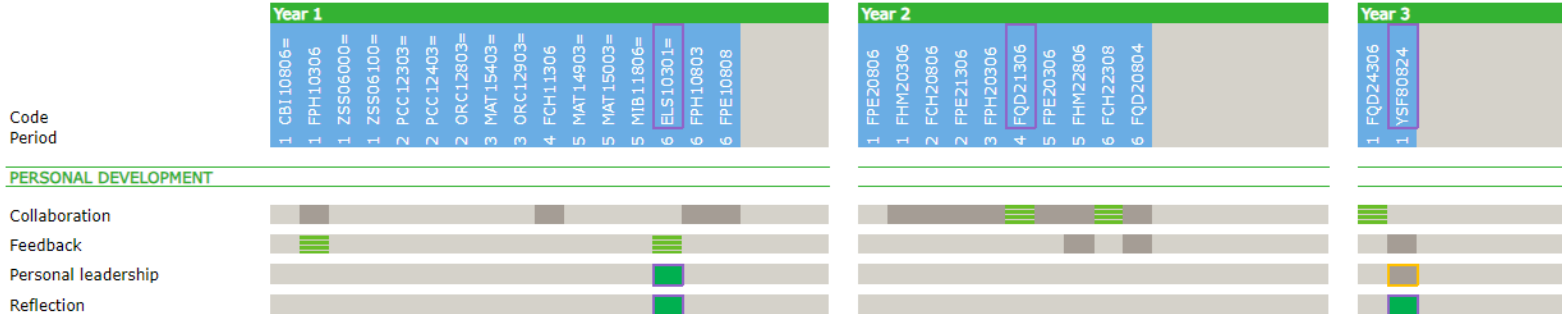 Year 1 Year 2 Year 3
Code CBI10806= FPH10306 ZSS06000= ZSS06100= PCC12303= PCC12403= ORC12803= MAT15403= ORC12903= FCH11306 MAT14903= MAT15003= MIB11806= ELS10301= FPH10803 FPE10808 FPE20806 FHM20306 FCH20806 FPE21306 FPH20306 FQD21306 FPE20306 FHM22806 FCH22308 FQD20804 FQD24306 YSF80824
Period 1 1 1 1 2 2 2 3 3 4 5 5 5 6 6 6 1 1 2 2 3 4 5 5 6 6 1 1
PERSONAL DEVELOPMENT
Collaboration
Feedback
Personal leadership
Reflection